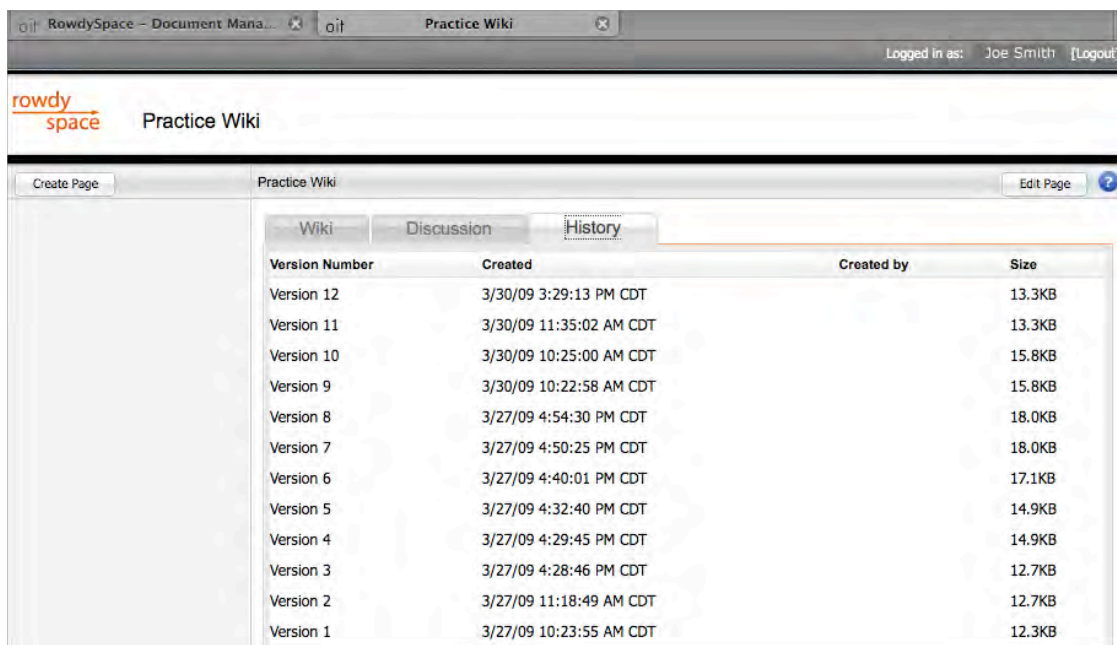 oit RowdySpace – Document Mana... oit Practice Wiki
Logged in as: Joe Smith [Logout]
rowdy
space Practice Wiki
Create Page Practice Wiki Edit Page ?
Wiki Discussion History
Version Number Created Created by Size
Version 12 3/30/09 3:29:13 PM CDT 13.3KB
Version 11 3/30/09 11:35:02 AM CDT 13.3KB
Version 10 3/30/09 10:25:00 AM CDT 15.8KB
Version 9 3/30/09 10:22:58 AM CDT 15.8KB
Version 8 3/27/09 4:54:30 PM CDT 18.0KB
Version 7 3/27/09 4:50:25 PM CDT 18.0KB
Version 6 3/27/09 4:40:01 PM CDT 17.1KB
Version 5 3/27/09 4:32:40 PM CDT 14.9KB
Version 4 3/27/09 4:29:45 PM CDT 14.9KB
Version 3 3/27/09 4:28:46 PM CDT 12.7KB
Version 2 3/27/09 11:18:49 AM CDT 12.7KB
Version 1 3/27/09 10:23:55 AM CDT 12.3KB